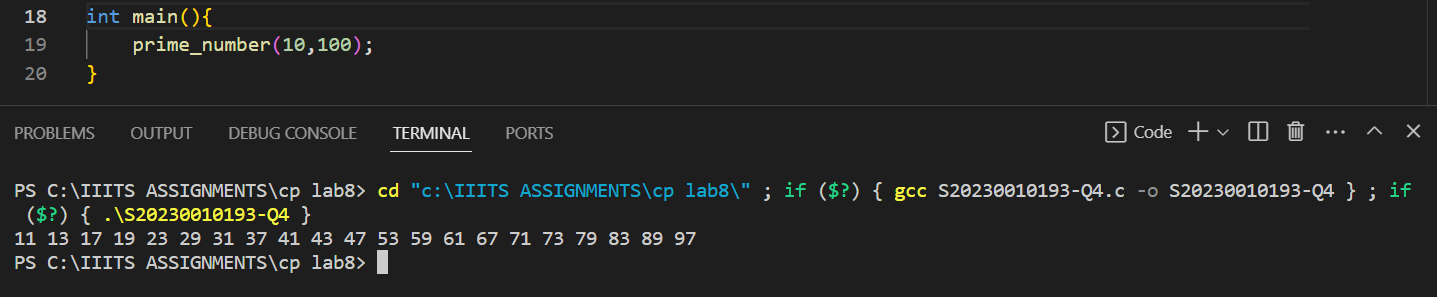 18 int main(){
19 prime_number(10,100);
20 }
PROBLEMS OUTPUT DEBUG CONSOLE TERMINAL PORTS Code
PS C:\IIITS ASSIGNMENTS\cp lab8> cd "c:\IIITS ASSIGNMENTS\cp lab8\" ; if ($?) { gcc S20230010193-Q4.c -o S20230010193-Q4 } ; if
($?) { .\S20230010193-Q4 }
11 13 17 19 23 29 31 37 41 43 47 53 59 61 67 71 73 79 83 89 97
PS C:\IIITS ASSIGNMENTS\cp lab8>